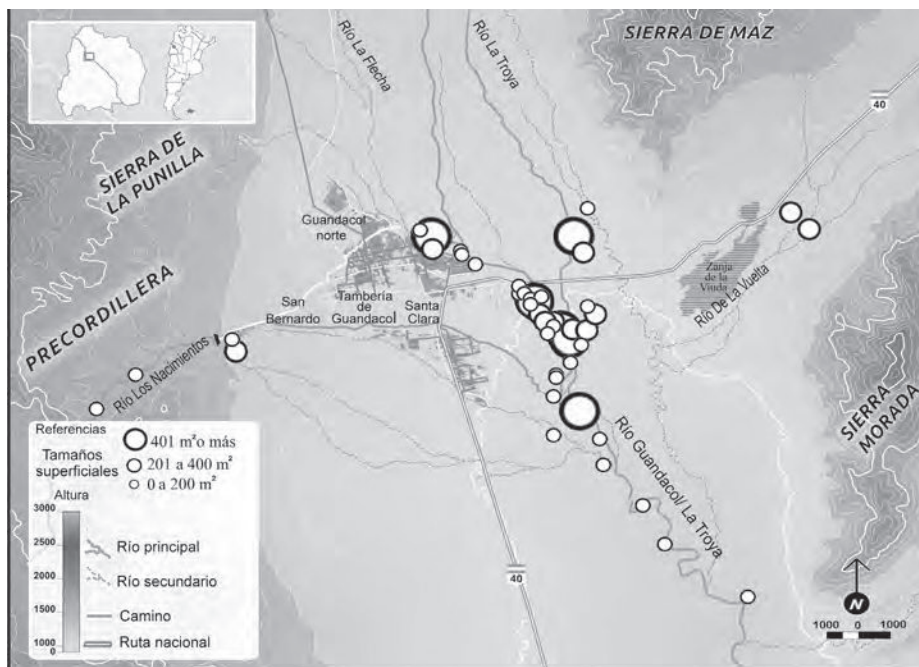 SIERRA DE MAZ
Río La Flecha
Río La Troya
40
SIERRA DE
LA PUNILLA
Guandacol
norte
Zanja
de la
Viuda
Río De La Vuelta
PRECORDILLERA
San
Bernardo
Tambería
de
Guandacol
Santa
Clara
Río Los Nacimientos
SIERRA
MORADA
Río Guandacol/ La Troya
Referencias
Tamaños
superficiales
401 m² o más
201 a 400 m²
0 a 200 m²
Altura
3000
2500
2000
1500
1000
0
Río principal
Río secundario
Camino
Ruta nacional
40
N
1000 0 1000